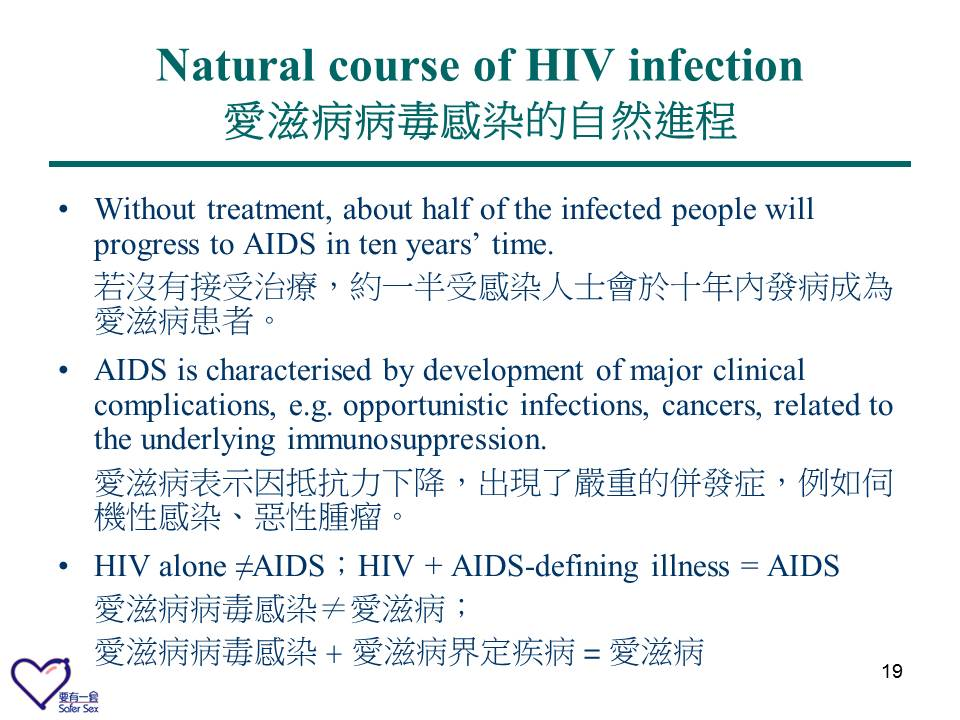 Natural course of HIV infection
愛滋病病毒感染的自然進程
• Without treatment, about half of the infected people will
progress to AIDS in ten years’ time.
若沒有接受治療，約一半受感染人士會於十年內發病成為
愛滋病患者。
• AIDS is characterised by development of major clinical
complications, e.g. opportunistic infections, cancers, related to
the underlying immunosuppression.
愛滋病表示因抵抗力下降，出現了嚴重的併發症，例如伺
機性感染、惡性腫瘤。
• HIV alone ≠AIDS；HIV + AIDS-defining illness = AIDS
愛滋病病毒感染≠愛滋病；
愛滋病病毒感染 + 愛滋病界定疾病 = 愛滋病
19
要有一套
Safer Sex